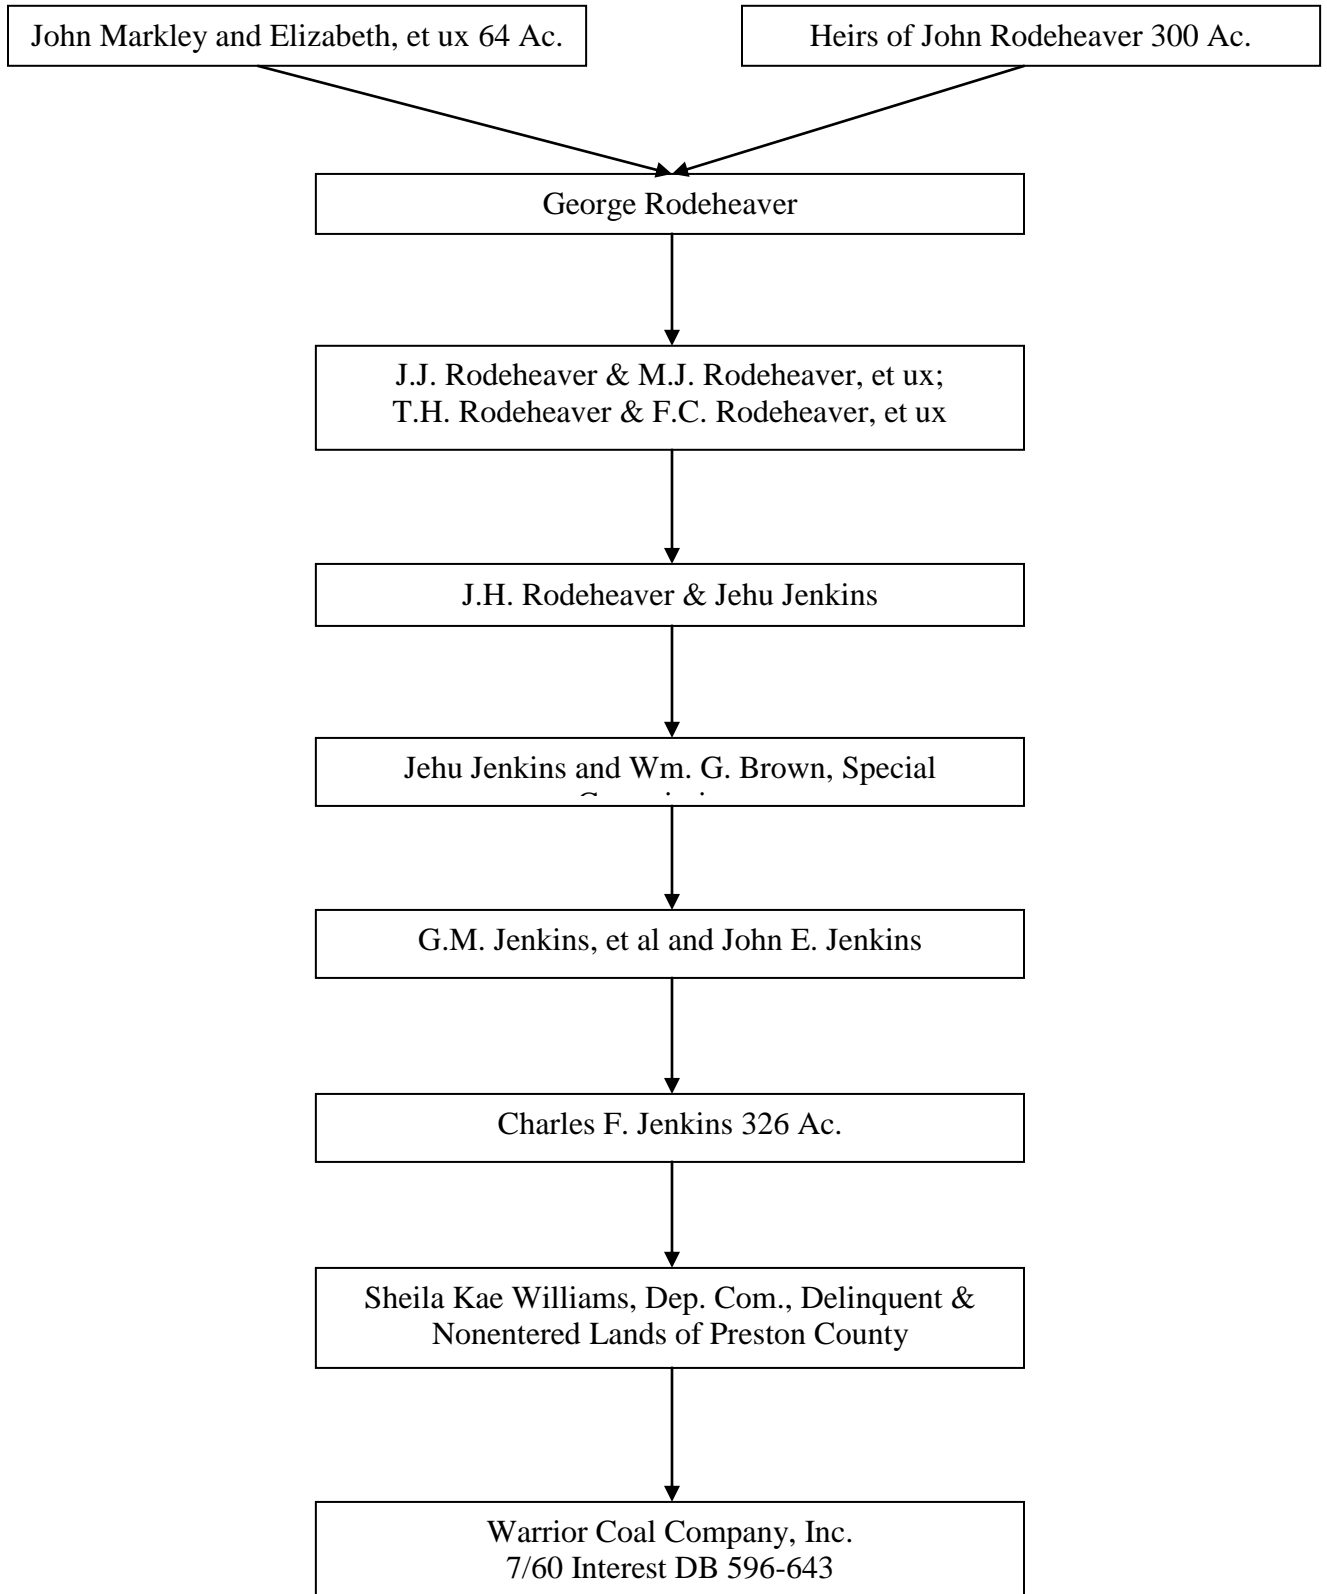 John Markley and Elizabeth, et ux 64 Ac.
Heirs of John Rodeheaver 300 Ac.
George Rodeheaver
J.J. Rodeheaver & M.J. Rodeheaver, et ux;
T.H. Rodeheaver & F.C. Rodeheaver, et ux
J.H. Rodeheaver & Jehu Jenkins
Jehu Jenkins and Wm. G. Brown, Special
G.M. Jenkins, et al and John E. Jenkins
Charles F. Jenkins 326 Ac.
Sheila Kae Williams, Dep. Com., Delinquent &
Nonentered Lands of Preston County
Warrior Coal Company, Inc.
7/60 Interest DB 596-643